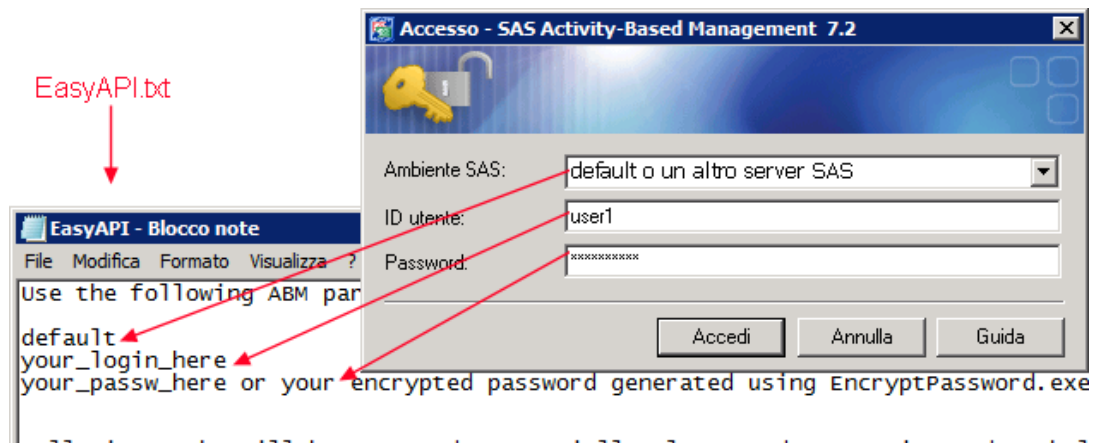 Accesso - SAS Activity-Based Management 7.2
EasyAPI.txt
Ambiente SAS:
default o un altro server SAS
ID utente:
user1
Password:
xxxxxxxxxx
Accedi
Annulla
Guida
EasyAPI - Blocco note
File Modifica Formato Visualizza ?
Use the following ABM par
default
your_login_here
your_passw_here or your encrypted password generated using EncryptPassword.exe